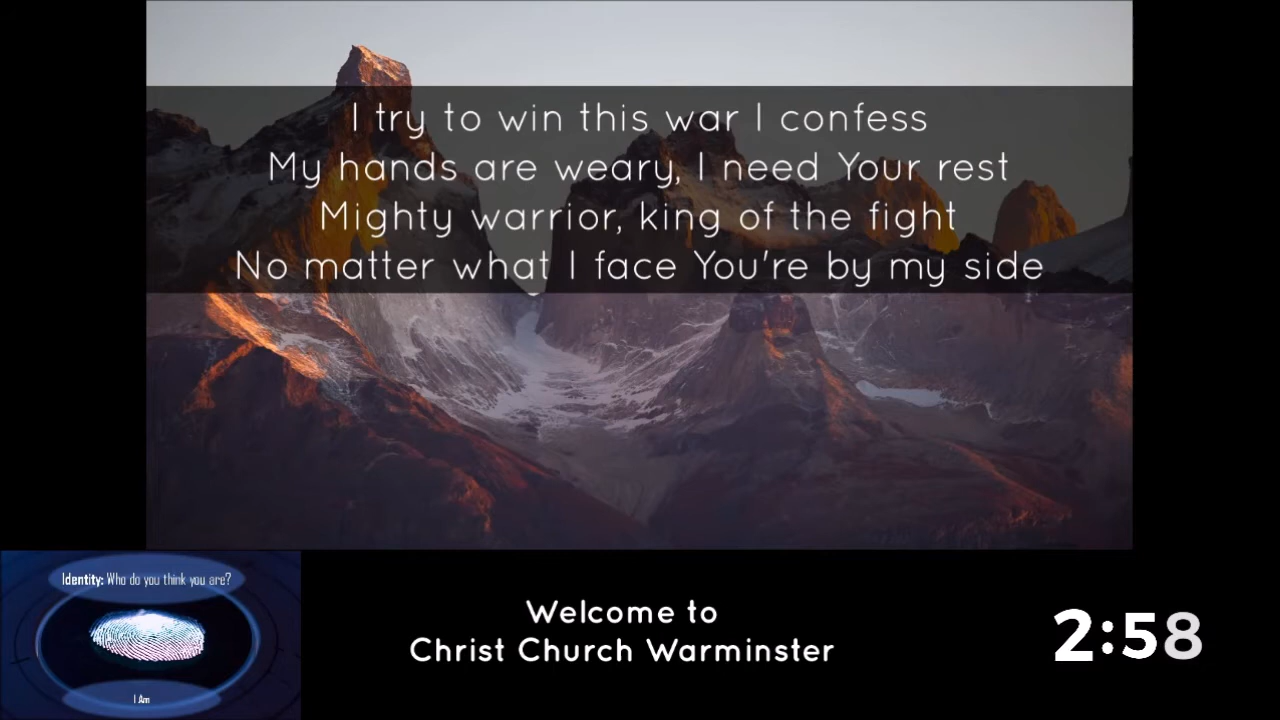 I try to win this war I confess
My hands are weary, I need Your rest
Mighty warrior, king of the fight
No matter what I face You're by my side
Identity: Who do you think you are?
I Am
Welcome to
Christ Church Warminster
2:58